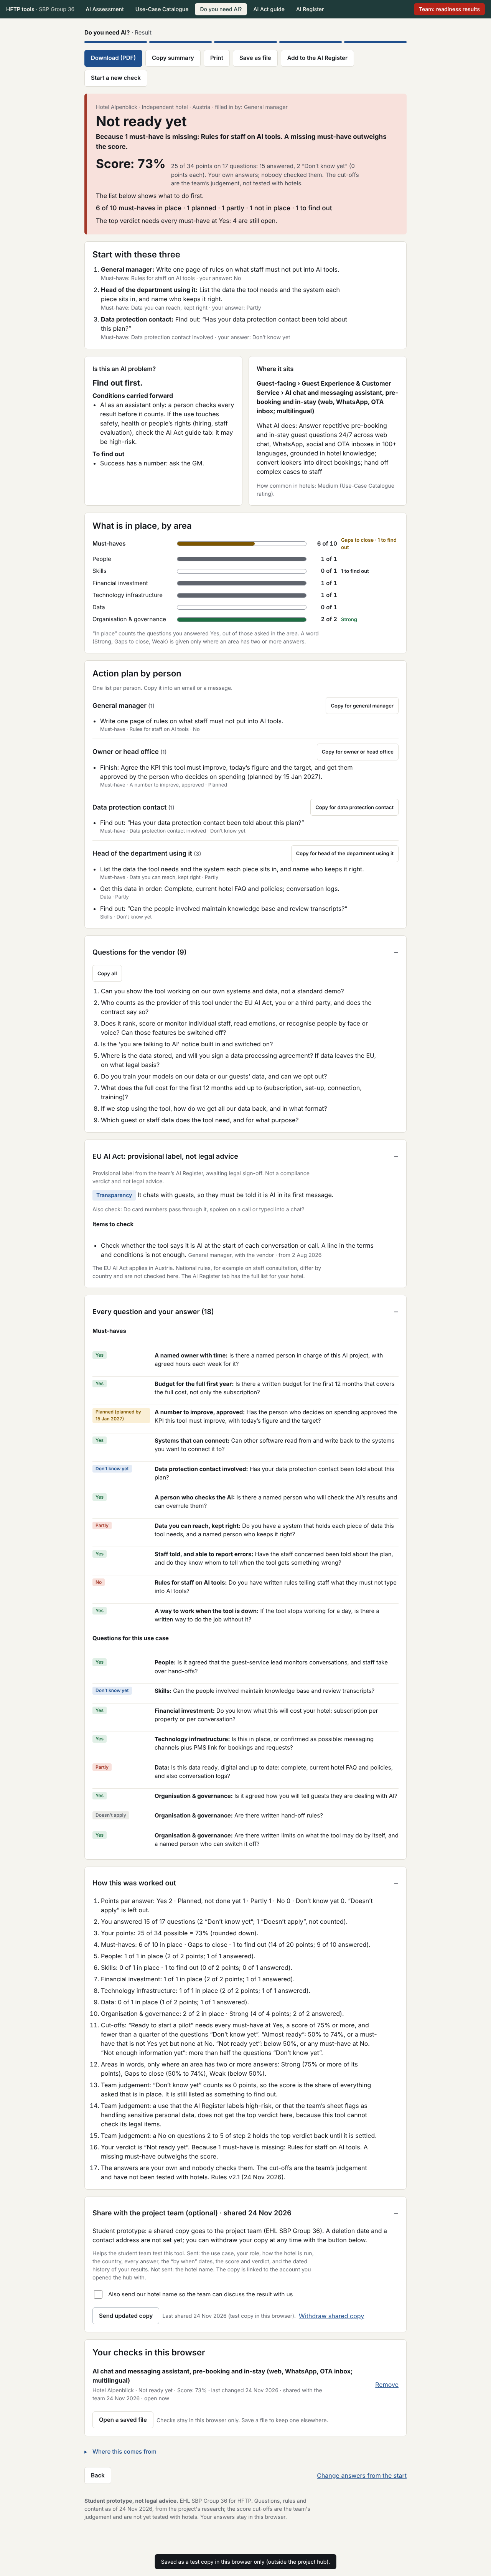 HFTP tools · SBP Group 36 AI Assessment Use-Case Catalogue Do you need AI? AI Act guide AI Register Team: readiness results
Do you need AI? · Result
Download (PDF) Copy summary Print Save as file Add to the AI Register
Start a new check
Hotel Alpenblick · Independent hotel · Austria · filled in by: General manager
Not ready yet
Because 1 must-have is missing: Rules for staff on AI tools. A missing must-have outweighs
the score.
Score: 73% 25 of 34 points on 17 questions: 15 answered, 2 "Don't know yet" (0
points each). Your own answers; nobody checked them. The cut-offs
are the team's judgement, not tested with hotels.
The list below shows what to do first.
6 of 10 must-haves in place · 1 planned · 1 partly · 1 not in place · 1 to find out
The top verdict needs every must-have at Yes: 4 are still open.
Start with these three
1. General manager: Write one page of rules on what staff must not put into AI tools.
Must-have: Rules for staff on AI tools · your answer: No
2. Head of the department using it: List the data the tool needs and the system each
piece sits in, and name who keeps it right.
Must-have: Data you can reach, kept right · your answer: Partly
3. Data protection contact: Find out: "Has your data protection contact been told about
this plan?"
Must-have: Data protection contact involved · your answer: Don't know yet
Is this an AI problem?
Find out first.
Conditions carried forward
• AI as an assistant only: a person checks every
result before it counts. If the use touches
safety, health or people's rights (hiring, staff
evaluation), check the AI Act guide tab: it may
be high-risk.
To find out
• Success has a number: ask the GM.
Where it sits
Guest-facing › Guest Experience & Customer
Service › AI chat and messaging assistant, pre-
booking and in-stay (web, WhatsApp, OTA
inbox; multilingual)
What AI does: Answer repetitive pre-booking
and in-stay guest questions 24/7 across web
chat, WhatsApp, social and OTA inboxes in 100+
languages, grounded in hotel knowledge;
convert lookers into direct bookings; hand off
complex cases to staff
How common in hotels: Medium (Use-Case Catalogue
rating).
What is in place, by area
Must-haves 6 of 10 Gaps to close · 1 to find
out
People 1 of 1
Skills 0 of 1 1 to find out
Financial investment 1 of 1
Technology infrastructure 1 of 1
Data 0 of 1
Organisation & governance 2 of 2 Strong
"In place" counts the questions you answered Yes, out of those asked in the area. A word
(Strong, Gaps to close, Weak) is given only where an area has two or more answers.
Action plan by person
One list per person. Copy it into an email or a message.
General manager (1) Copy for general manager
• Write one page of rules on what staff must not put into AI tools.
Must-have · Rules for staff on AI tools · No
Owner or head office (1) Copy for owner or head office
• Finish: Agree the KPI this tool must improve, today's figure and the target, and get them
approved by the person who decides on spending (planned by 15 Jan 2027).
Must-have · A number to improve, approved · Planned
Data protection contact (1) Copy for data protection contact
• Find out: "Has your data protection contact been told about this plan?"
Must-have · Data protection contact involved · Don't know yet
Head of the department using it (3) Copy for head of the department using it
• List the data the tool needs and the system each piece sits in, and name who keeps it right.
Must-have · Data you can reach, kept right · Partly
• Get this data in order: Complete, current hotel FAQ and policies; conversation logs.
Data · Partly
• Find out: "Can the people involved maintain knowledge base and review transcripts?"
Skills · Don't know yet
Questions for the vendor (9) –
Copy all
1. Can you show the tool working on our own systems and data, not a standard demo?
2. Who counts as the provider of this tool under the EU AI Act, you or a third party, and does the
contract say so?
3. Does it rank, score or monitor individual staff, read emotions, or recognise people by face or
voice? Can those features be switched off?
4. Is the 'you are talking to AI' notice built in and switched on?
5. Where is the data stored, and will you sign a data processing agreement? If data leaves the EU,
on what legal basis?
6. Do you train your models on our data or our guests' data, and can we opt out?
7. What does the full cost for the first 12 months add up to (subscription, set-up, connection,
training)?
8. If we stop using the tool, how do we get all our data back, and in what format?
9. Which guest or staff data does the tool need, and for what purpose?
EU AI Act: provisional label, not legal advice –
Provisional label from the team's AI Register, awaiting legal sign-off. Not a compliance
verdict and not legal advice.
Transparency It chats with guests, so they must be told it is AI in its first message.
Also check: Do card numbers pass through it, spoken on a call or typed into a chat?
Items to check
• Check whether the tool says it is AI at the start of each conversation or call. A line in the terms
and conditions is not enough. General manager, with the vendor · from 2 Aug 2026
The EU AI Act applies in Austria. National rules, for example on staff consultation, differ by
country and are not checked here. The AI Register tab has the full list for your hotel.
Every question and your answer (18) –
Must-haves
Yes A named owner with time: Is there a named person in charge of this AI project, with
agreed hours each week for it?
Yes Budget for the full first year: Is there a written budget for the first 12 months that covers
the full cost, not only the subscription?
Planned (planned by
15 Jan 2027) A number to improve, approved: Has the person who decides on spending approved the
KPI this tool must improve, with today's figure and the target?
Yes Systems that can connect: Can other software read from and write back to the systems
you want to connect it to?
Don't know yet Data protection contact involved: Has your data protection contact been told about this
plan?
Yes A person who checks the AI: Is there a named person who will check the AI's results and
can overrule them?
Partly Data you can reach, kept right: Do you have a system that holds each piece of data this
tool needs, and a named person who keeps it right?
Yes Staff told, and able to report errors: Have the staff concerned been told about the plan,
and do they know whom to tell when the tool gets something wrong?
No Rules for staff on AI tools: Do you have written rules telling staff what they must not type
into AI tools?
Yes A way to work when the tool is down: If the tool stops working for a day, is there a
written way to do the job without it?
Questions for this use case
Yes People: Is it agreed that the guest-service lead monitors conversations, and staff take
over hand-offs?
Don't know yet Skills: Can the people involved maintain knowledge base and review transcripts?
Yes Financial investment: Do you know what this will cost your hotel: subscription per
property or per conversation?
Yes Technology infrastructure: Is this in place, or confirmed as possible: messaging
channels plus PMS link for bookings and requests?
Partly Data: Is this data ready, digital and up to date: complete, current hotel FAQ and policies,
and also conversation logs?
Yes Organisation & governance: Is it agreed how you will tell guests they are dealing with AI?
Doesn't apply Organisation & governance: Are there written hand-off rules?
Yes Organisation & governance: Are there written limits on what the tool may do by itself, and
a named person who can switch it off?
How this was worked out –
1. Points per answer: Yes 2 · Planned, not done yet 1 · Partly 1 · No 0 · Don't know yet 0. "Doesn't
apply" is left out.
2. You answered 15 of 17 questions (2 "Don't know yet"; 1 "Doesn't apply", not counted).
3. Your points: 25 of 34 possible = 73% (rounded down).
4. Must-haves: 6 of 10 in place · Gaps to close · 1 to find out (14 of 20 points; 9 of 10 answered).
5. People: 1 of 1 in place (2 of 2 points; 1 of 1 answered).
6. Skills: 0 of 1 in place · 1 to find out (0 of 2 points; 0 of 1 answered).
7. Financial investment: 1 of 1 in place (2 of 2 points; 1 of 1 answered).
8. Technology infrastructure: 1 of 1 in place (2 of 2 points; 1 of 1 answered).
9. Data: 0 of 1 in place (1 of 2 points; 1 of 1 answered).
10. Organisation & governance: 2 of 2 in place · Strong (4 of 4 points; 2 of 2 answered).
11. Cut-offs: "Ready to start a pilot" needs every must-have at Yes, a score of 75% or more, and
fewer than a quarter of the questions "Don't know yet". "Almost ready": 50% to 74%, or a must-
have that is not Yes yet but none at No. "Not ready yet": below 50%, or any must-have at No.
"Not enough information yet": more than half the questions "Don't know yet".
12. Areas in words, only where an area has two or more answers: Strong (75% or more of its
points), Gaps to close (50% to 74%), Weak (below 50%).
13. Team judgement: "Don't know yet" counts as 0 points, so the score is the share of everything
asked that is in place. It is still listed as something to find out.
14. Team judgement: a use that the AI Register labels high-risk, or that the team's sheet flags as
handling sensitive personal data, does not get the top verdict here, because this tool cannot
check its legal items.
15. Team judgement: a No on questions 2 to 5 of step 2 holds the top verdict back until it is settled.
16. Your verdict is "Not ready yet". Because 1 must-have is missing: Rules for staff on AI tools. A
missing must-have outweighs the score.
17. The answers are your own and nobody checks them. The cut-offs are the team's judgement
and have not been tested with hotels. Rules v2.1 (24 Nov 2026).
Share with the project team (optional) · shared 24 Nov 2026 –
Student prototype: a shared copy goes to the project team (EHL SBP Group 36). A deletion date and a
contact address are not set yet; you can withdraw your copy at any time with the button below.
Helps the student team test this tool. Sent: the use case, your role, how the hotel is run,
the country, every answer, the "by when" dates, the score and verdict, and the dated
history of your results. Not sent: the hotel name. The copy is linked to the account you
opened the hub with.
Also send our hotel name so the team can discuss the result with us
Send updated copy Last shared 24 Nov 2026 (test copy in this browser). Withdraw shared copy
Your checks in this browser
AI chat and messaging assistant, pre-booking and in-stay (web, WhatsApp, OTA inbox;
multilingual)
Hotel Alpenblick · Not ready yet · Score: 73% · last changed 24 Nov 2026 · shared with the
team 24 Nov 2026 · open now
Remove
Open a saved file Checks stay in this browser only. Save a file to keep one elsewhere.
Where this comes from
Back Change answers from the start
Student prototype, not legal advice. EHL SBP Group 36 for HFTP. Questions, rules and
content as of 24 Nov 2026, from the project's research; the score cut-offs are the team's
judgement and are not yet tested with hotels. Your answers stay in this browser.
Saved as a test copy in this browser only (outside the project hub).